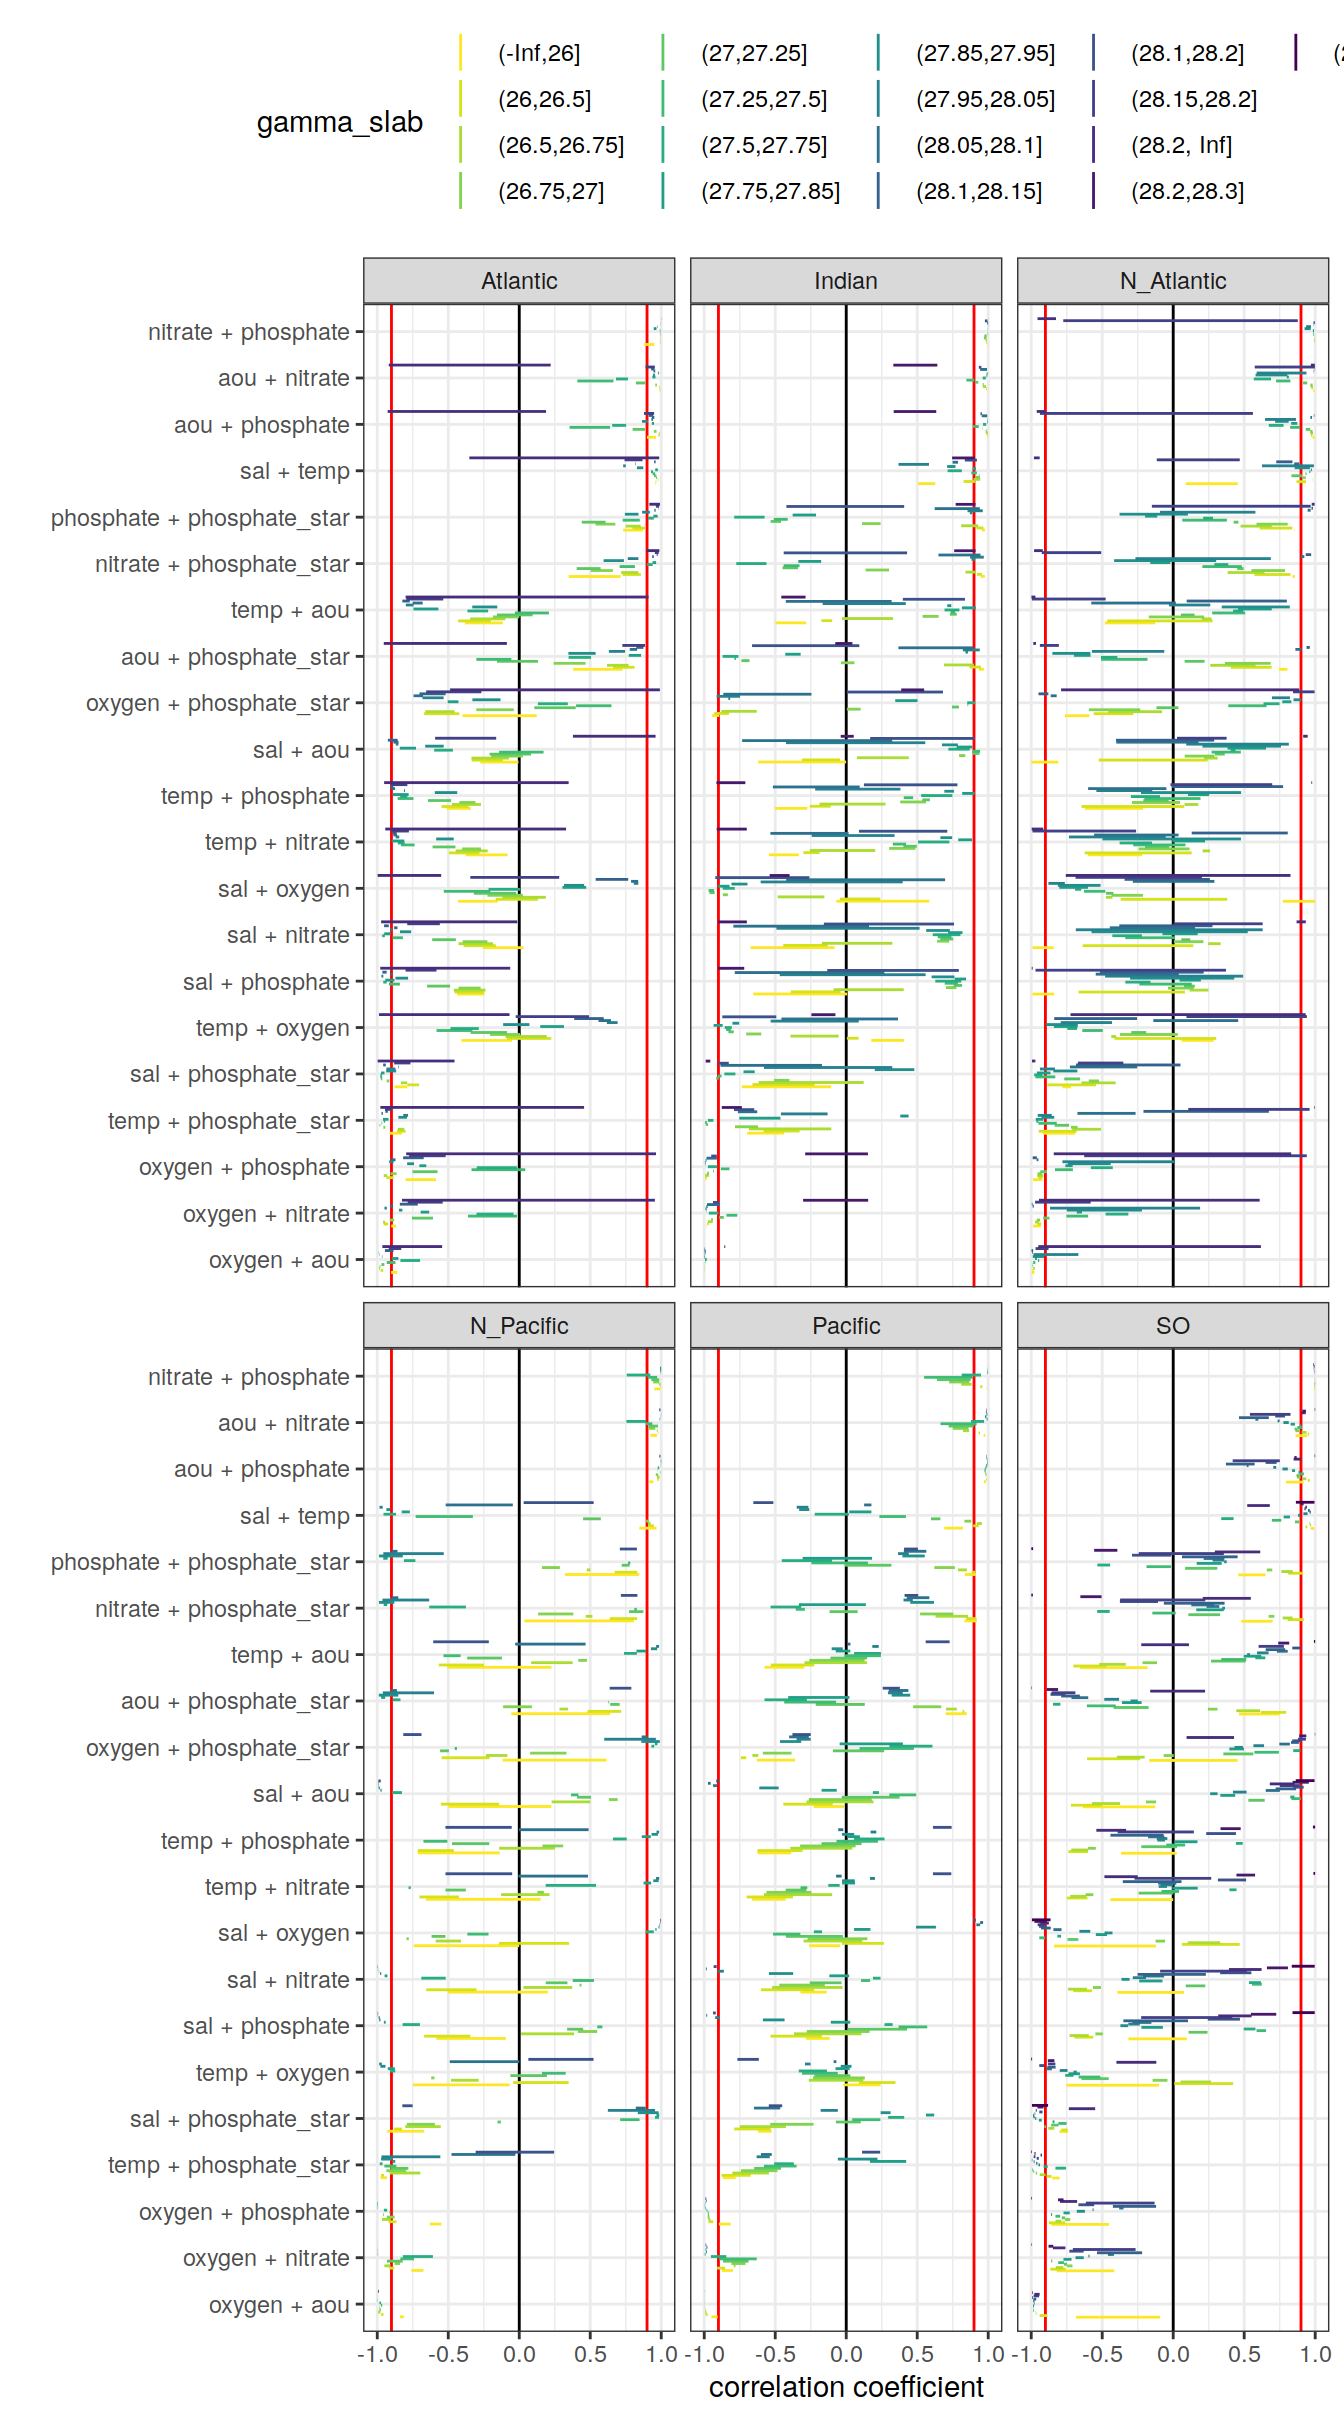 gamma_slab
(-Inf,26]
(26,26.5]
(26.5,26.75]
(26.75,27]
(27,27.25]
(27.25,27.5]
(27.5,27.75]
(27.75,27.85]
(27.85,27.95]
(27.95,28.05]
(28.05,28.1]
(28.1,28.15]
(28.1,28.2]
(28.15,28.2]
(28.2, Inf]
(28.2,28.3]
Atlantic Indian N_Atlantic
nitrate + phosphate
aou + nitrate
aou + phosphate
sal + temp
phosphate + phosphate_star
nitrate + phosphate_star
temp + aou
aou + phosphate_star
oxygen + phosphate_star
sal + aou
temp + phosphate
temp + nitrate
sal + oxygen
sal + nitrate
sal + phosphate
temp + oxygen
sal + phosphate_star
temp + phosphate_star
oxygen + phosphate
oxygen + nitrate
oxygen + aou
N_Pacific Pacific SO
nitrate + phosphate
aou + nitrate
aou + phosphate
sal + temp
phosphate + phosphate_star
nitrate + phosphate_star
temp + aou
aou + phosphate_star
oxygen + phosphate_star
sal + aou
temp + phosphate
temp + nitrate
sal + oxygen
sal + nitrate
sal + phosphate
temp + oxygen
sal + phosphate_star
temp + phosphate_star
oxygen + phosphate
oxygen + nitrate
oxygen + aou
-1.0 -0.5 0.0 0.5 1.0 -1.0 -0.5 0.0 0.5 1.0 -1.0 -0.5 0.0 0.5 1.0
correlation coefficient